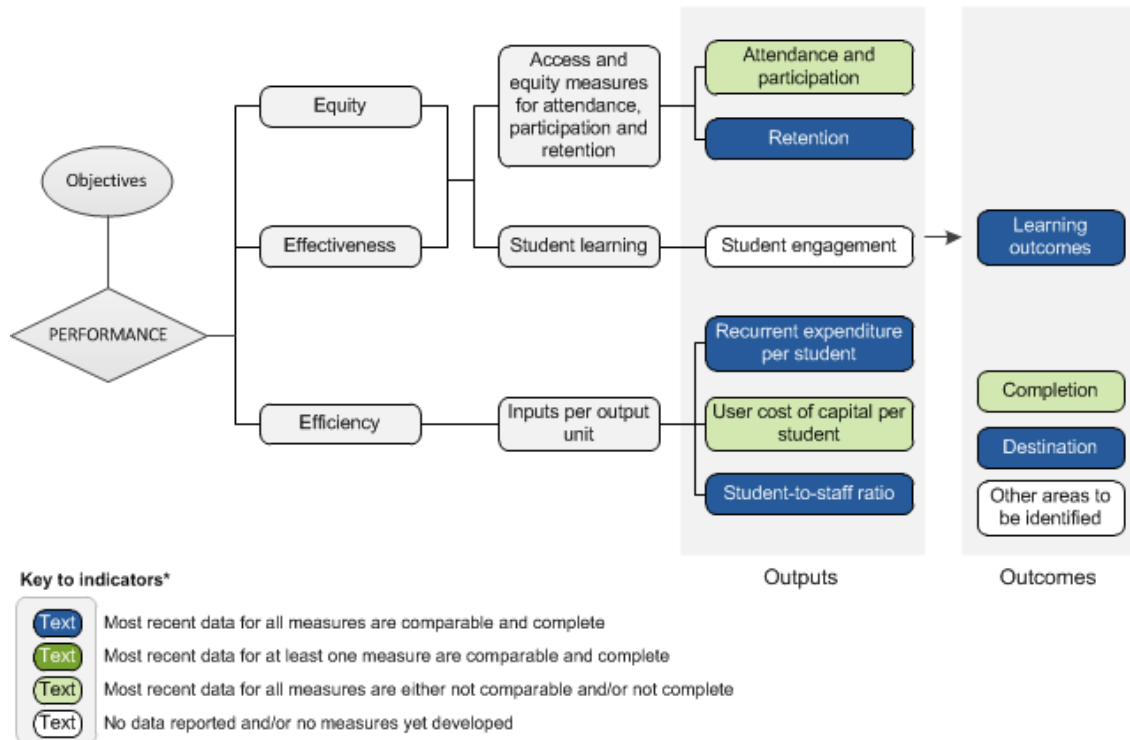 Objectives
PERFORMANCE
Equity
Effectiveness
Efficiency
Access and
equity measures
for attendance,
participation and
retention
Student learning
Inputs per output
unit
Attendance and
participation
Retention
Student engagement
Recurrent expenditure
per student
User cost of capital per
student
Student-to-staff ratio
Outputs
Learning
outcomes
Completion
Destination
Other areas to
be identified
Outcomes
Key to indicators*
Text Most recent data for all measures are comparable and complete
Text Most recent data for at least one measure are comparable and complete
Text Most recent data for all measures are either not comparable and/or not complete
Text No data reported and/or no measures yet developed